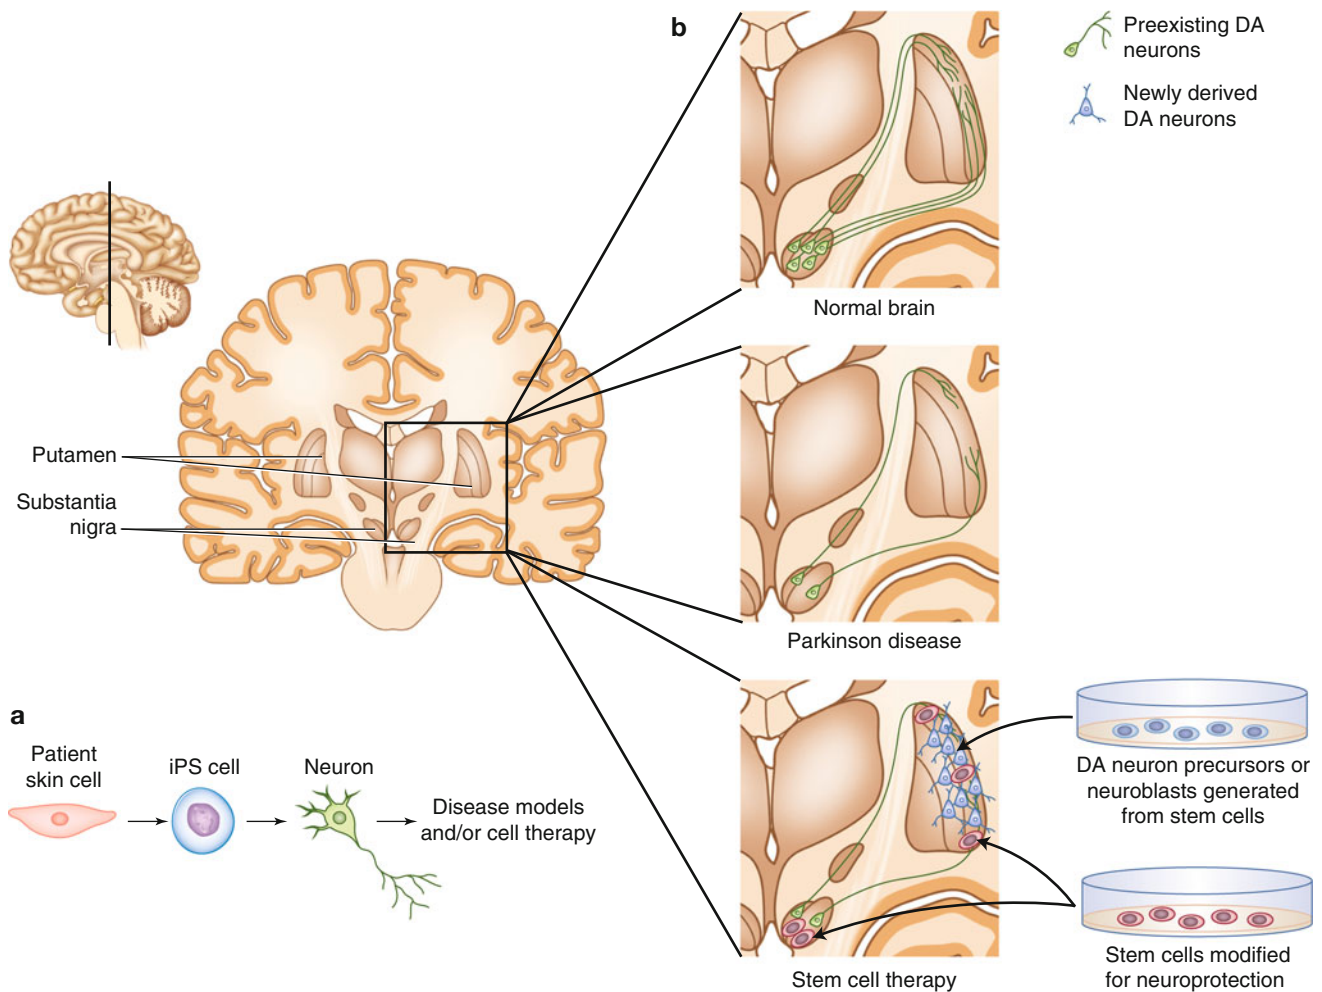 b
Preexisting DA
neurons
Newly derived
DA neurons
Normal brain
Putamen
Substantia
nigra
Parkinson disease
a
Patient
skin cell
iPS cell
Neuron
Disease models
and/or cell therapy
DA neuron precursors or
neuroblasts generated
from stem cells
Stem cells modified
for neuroprotection
Stem cell therapy